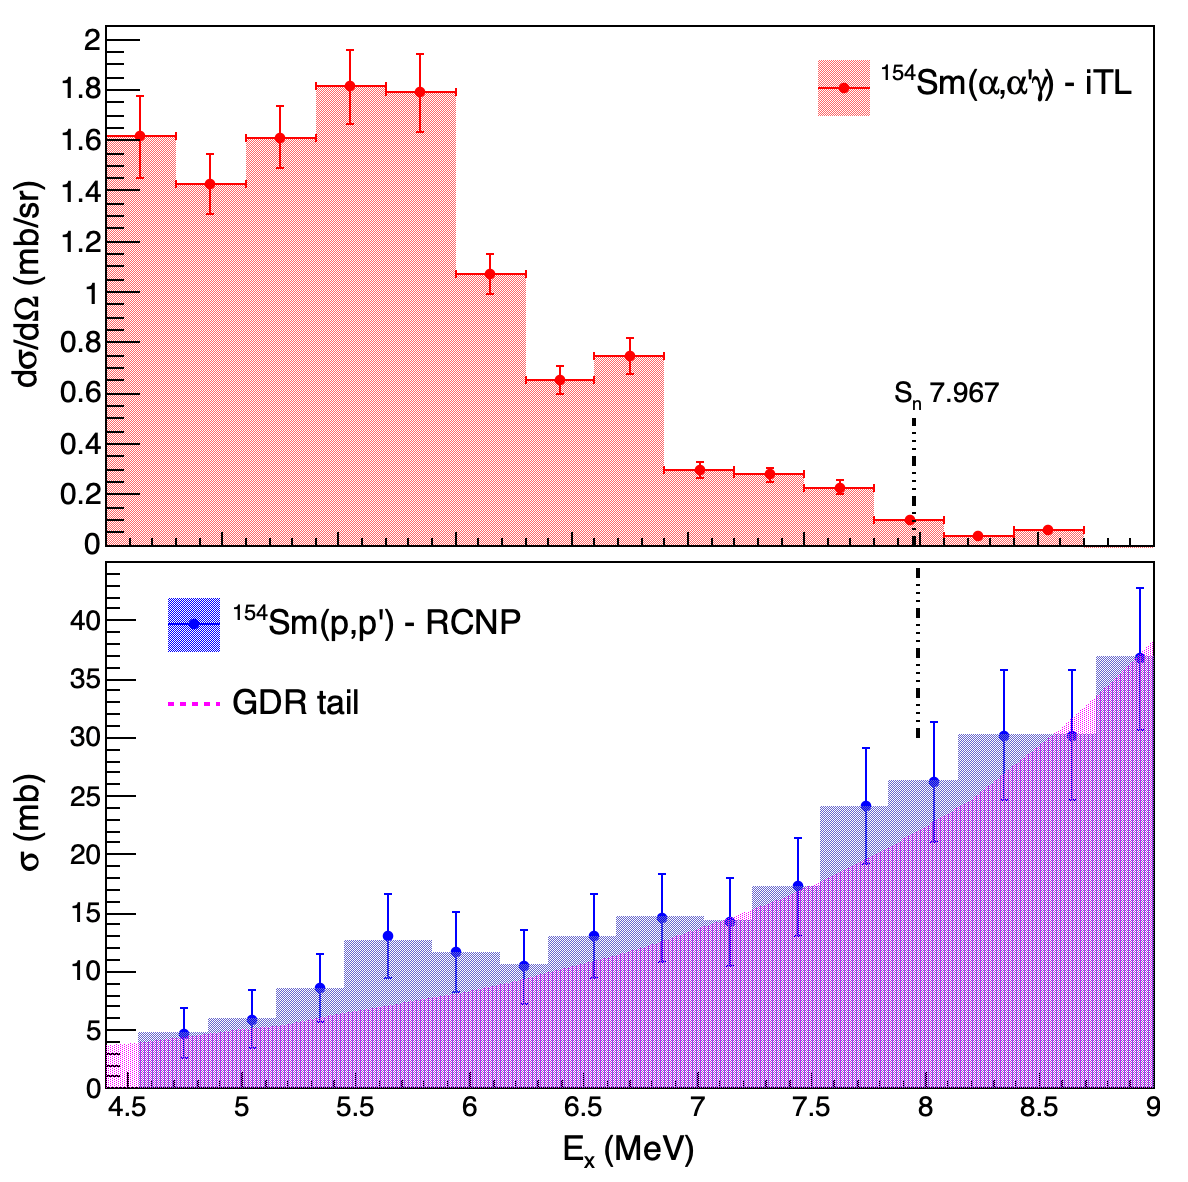 2
1.8
1.6
1.4
1.2
1
0.8
0.6
0.4
0.2
0
dσ/dΩ (mb/sr)
¹⁵⁴Sm(α,α'γ) - iTL
Sₙ 7.967
40
35
30
25
20
15
10
5
0
σ (mb)
¹⁵⁴Sm(p,p') - RCNP
GDR tail
4.5 5 5.5 6 6.5 7 7.5 8 8.5 9
Eₓ (MeV)